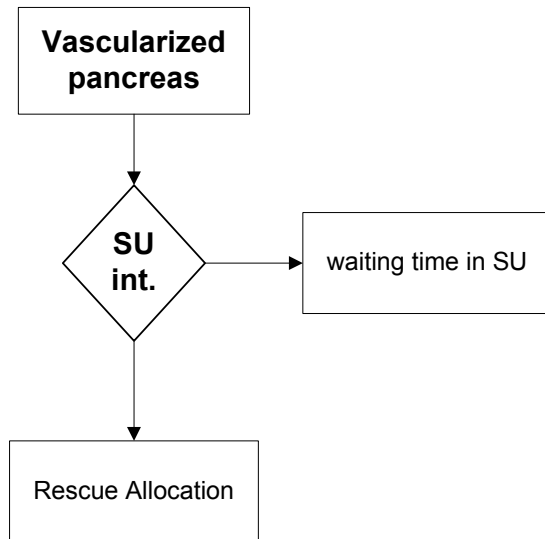 Vascularized
pancreas
SU
int.
waiting time in SU
Rescue Allocation